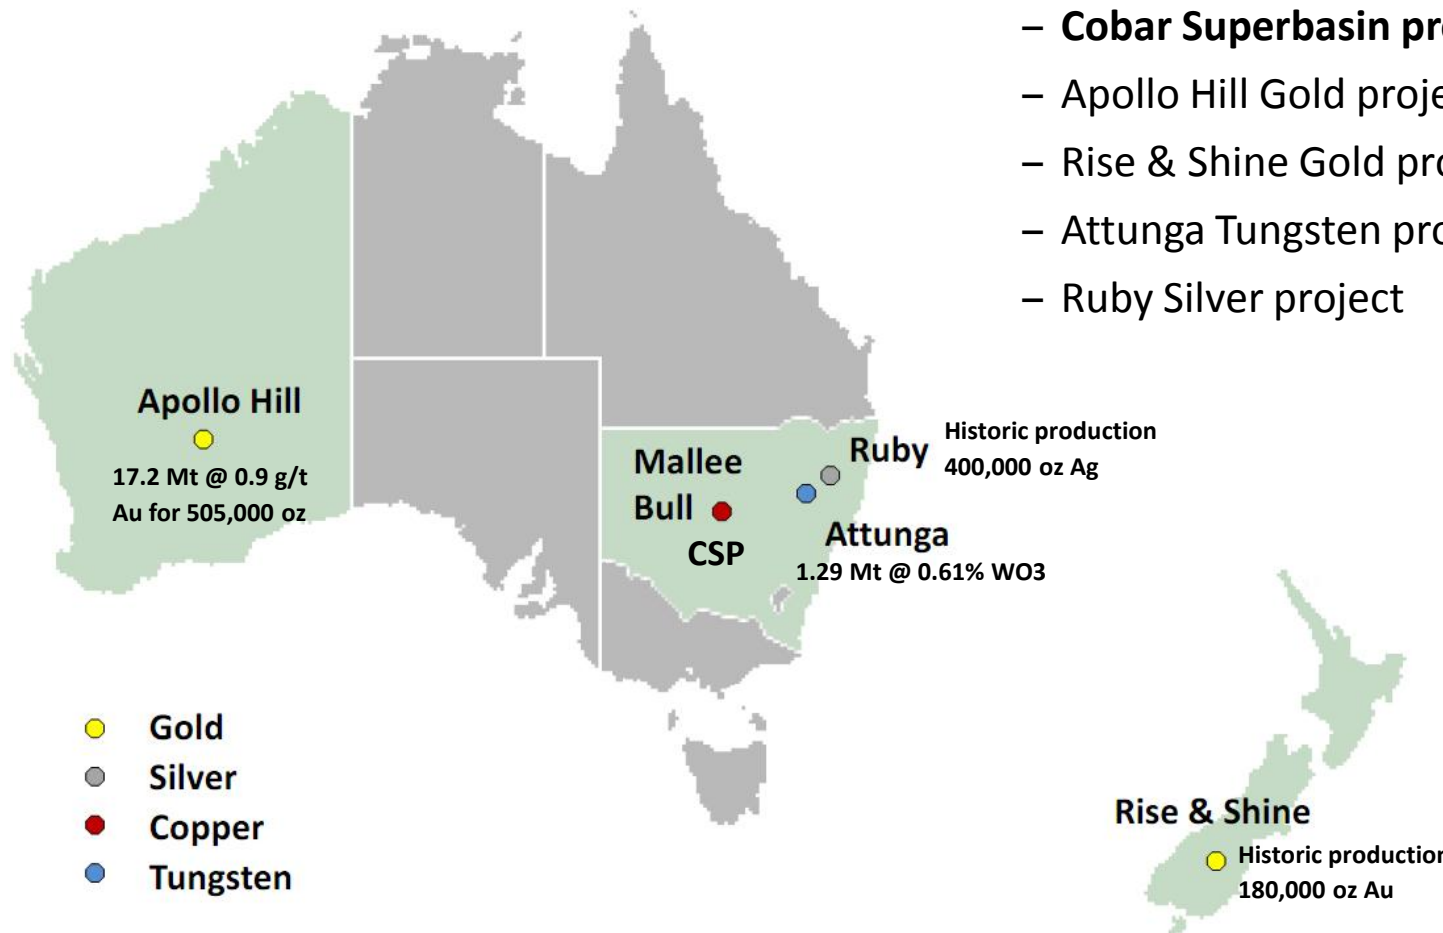 – Cobar Superbasin pro
– Apollo Hill Gold proje
– Rise & Shine Gold pro
– Attunga Tungsten pro
– Ruby Silver project
Apollo Hill
17.2 Mt @ 0.9 g/t
Au for 505,000 oz
Mallee
Bull
CSP
Ruby
Historic production
400,000 oz Ag
Attunga
1.29 Mt @ 0.61% WO3
Gold
Silver
Copper
Tungsten
Rise & Shine
Historic production
180,000 oz Au